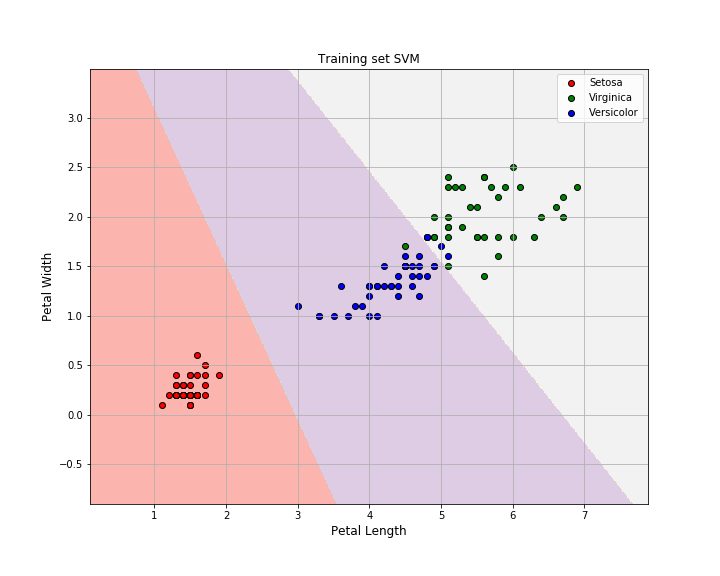 Training set SVM
Setosa
Virginica
Versicolor
Petal Width
3.0
2.5
2.0
1.5
1.0
0.5
0.0
−0.5
1 2 3 4 5 6 7
Petal Length